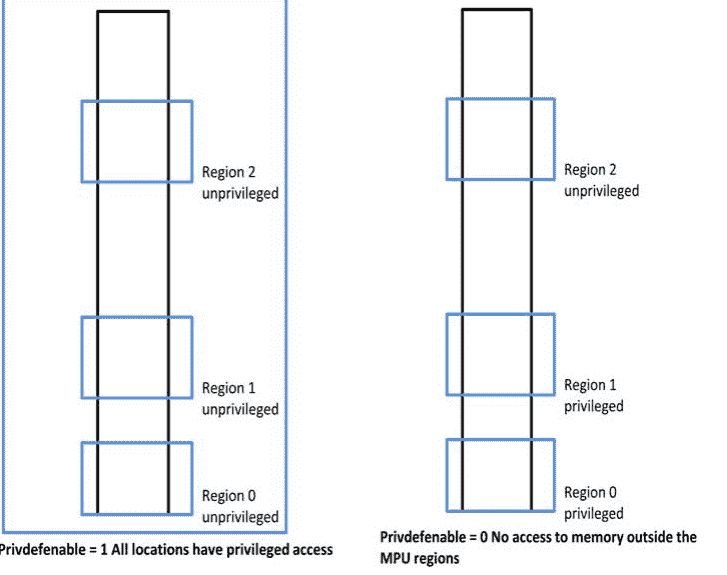 Region 2
unprivileged
Region 1
unprivileged
Region 0
unprivileged
Privdefenable = 1 All locations have privileged access
Region 2
unprivileged
Region 1
privileged
Region 0
privileged
Privdefenable = 0 No access to memory outside the
MPU regions